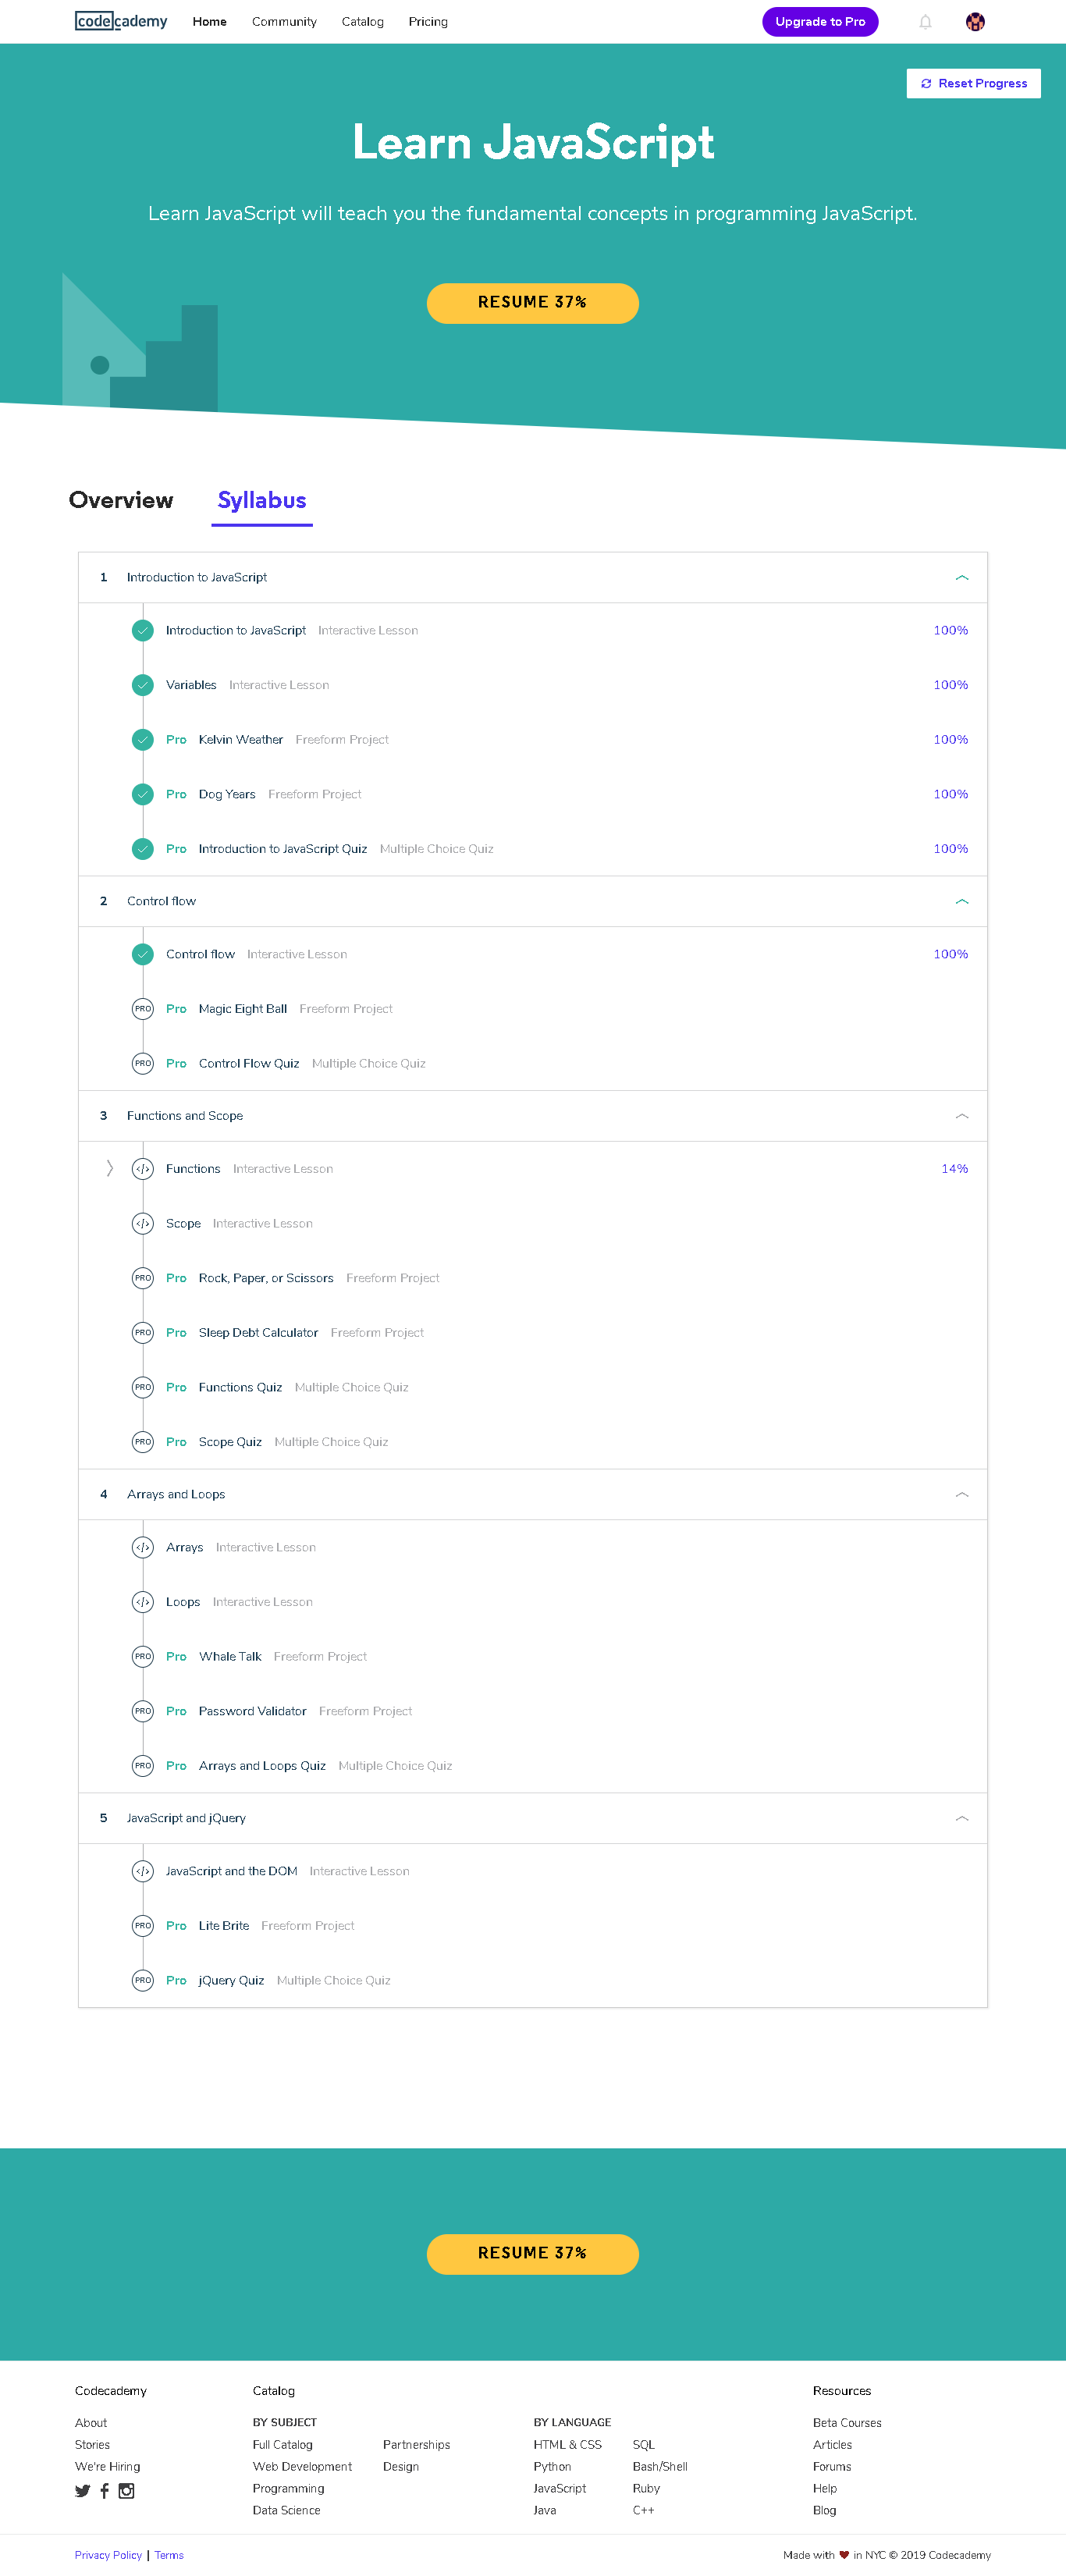 codecademy Home Community Catalog Pricing Upgrade to Pro
Reset Progress
Learn JavaScript
Learn JavaScript will teach you the fundamental concepts in programming JavaScript.
RESUME 37%
Overview Syllabus
1 Introduction to JavaScript
Introduction to JavaScript Interactive Lesson 100%
Variables Interactive Lesson 100%
Pro Kelvin Weather Freeform Project 100%
Pro Dog Years Freeform Project 100%
Pro Introduction to JavaScript Quiz Multiple Choice Quiz 100%
2 Control flow
Control flow Interactive Lesson 100%
PRO Pro Magic Eight Ball Freeform Project
PRO Pro Control Flow Quiz Multiple Choice Quiz
3 Functions and Scope
</> Functions Interactive Lesson 14%
</> Scope Interactive Lesson
PRO Pro Rock, Paper, or Scissors Freeform Project
PRO Pro Sleep Debt Calculator Freeform Project
PRO Pro Functions Quiz Multiple Choice Quiz
PRO Pro Scope Quiz Multiple Choice Quiz
4 Arrays and Loops
</> Arrays Interactive Lesson
</> Loops Interactive Lesson
PRO Pro Whale Talk Freeform Project
PRO Pro Password Validator Freeform Project
PRO Pro Arrays and Loops Quiz Multiple Choice Quiz
5 JavaScript and jQuery
</> JavaScript and the DOM Interactive Lesson
PRO Pro Lite Brite Freeform Project
PRO Pro jQuery Quiz Multiple Choice Quiz
RESUME 37%
Codecademy Catalog Resources
About BY SUBJECT BY LANGUAGE Beta Courses
Stories Full Catalog Partnerships HTML & CSS SQL Articles
We're Hiring Web Development Design Python Bash/Shell Forums
Programming JavaScript Ruby Help
Data Science Java C++ Blog
Privacy Policy | Terms Made with ❤ in NYC © 2019 Codecademy